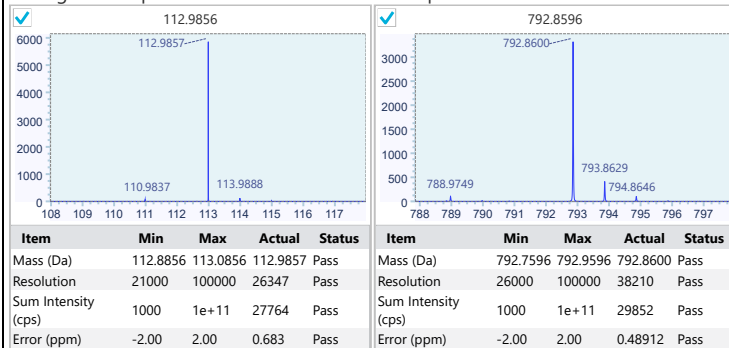 112.9856
792.8596
6000
5000
4000
3000
2000
1000
0
112.9857
110.9837
113.9888
108 109 110 111 112 113 114 115 116 117
3000
2500
2000
1500
1000
500
0
792.8600
788.9749
793.8629
794.8646
788 789 790 791 792 793 794 795 796 797
Item Min Max Actual Status
Mass (Da) 112.8856 113.0856 112.9857 Pass
Resolution 21000 100000 26347 Pass
Sum Intensity (cps) 1000 1e+11 27764 Pass
Error (ppm) -2.00 2.00 0.683 Pass
Item Min Max Actual Status
Mass (Da) 792.7596 792.9596 792.8600 Pass
Resolution 26000 100000 38210 Pass
Sum Intensity (cps) 1000 1e+11 29852 Pass
Error (ppm) -2.00 2.00 0.48912 Pass